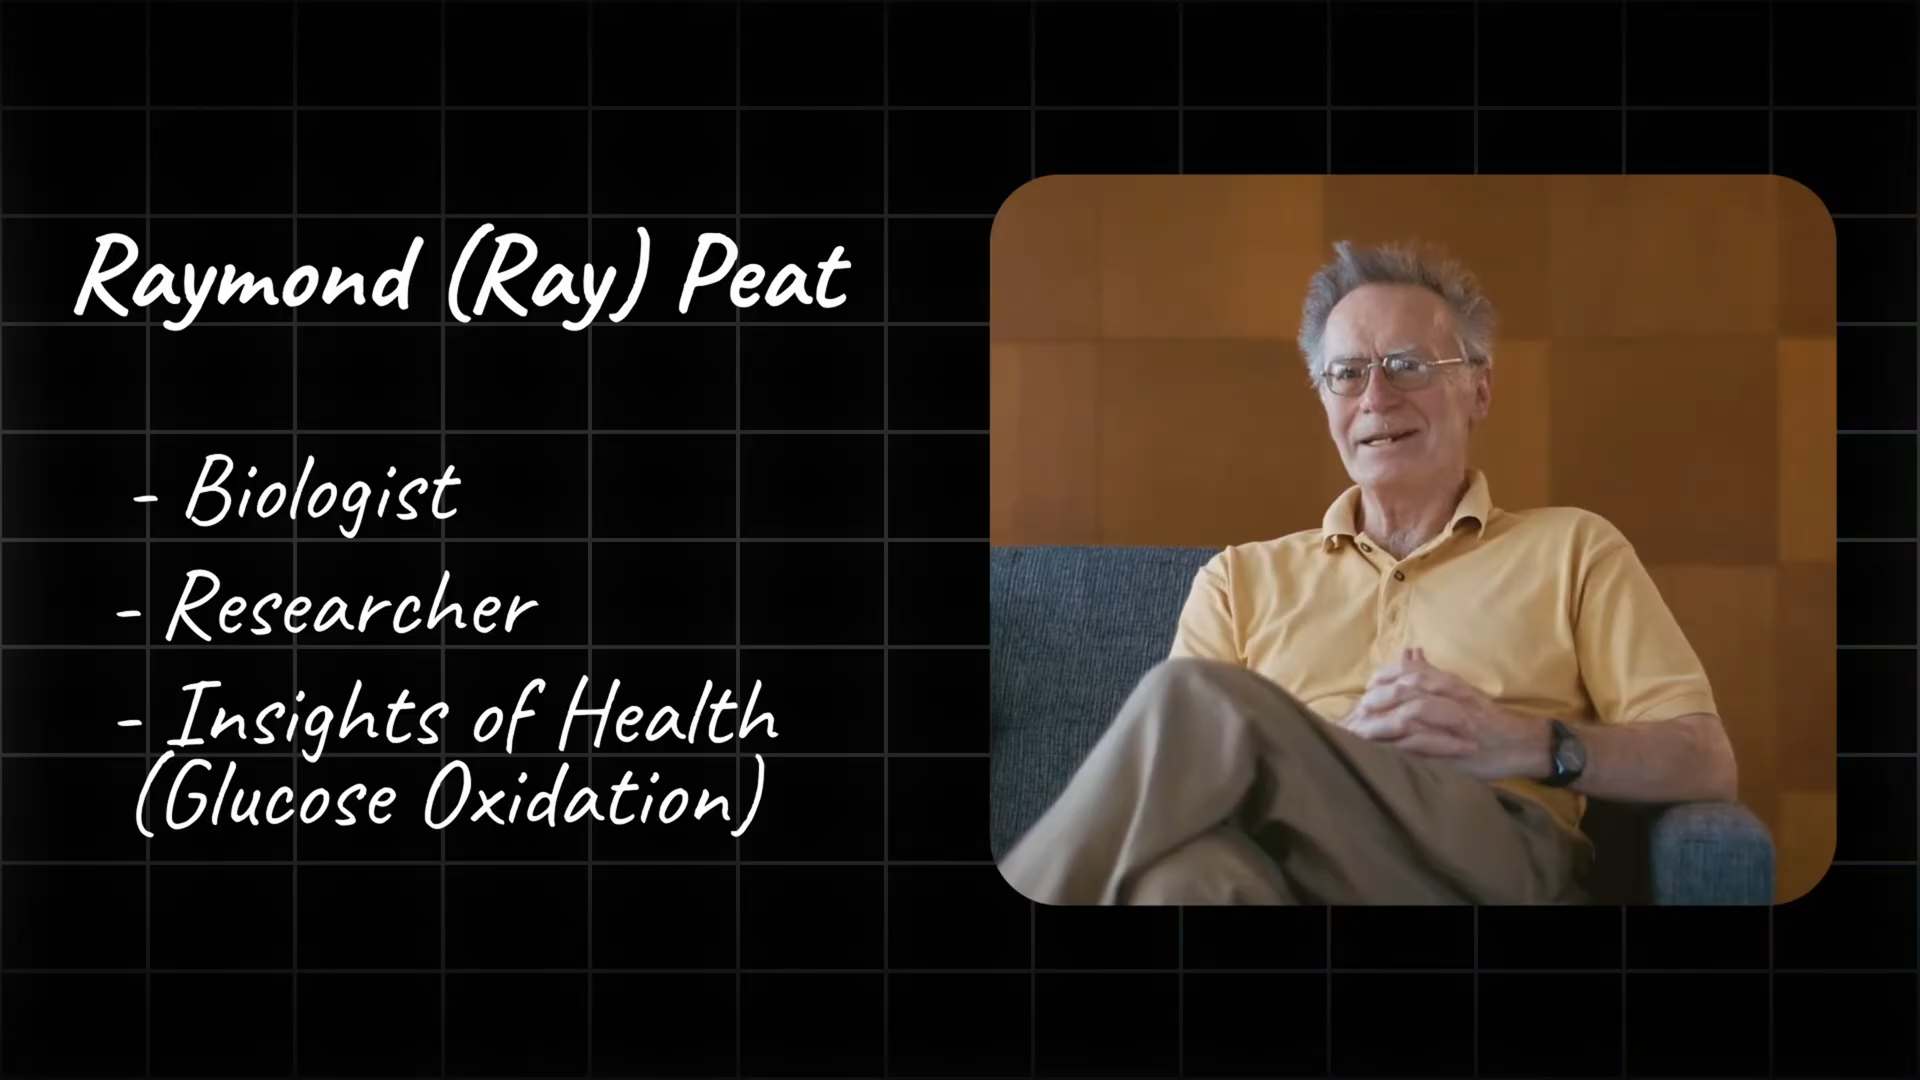 Raymond (Ray) Peat
- Biologist
- Researcher
- Insights of Health
(Glucose Oxidation)